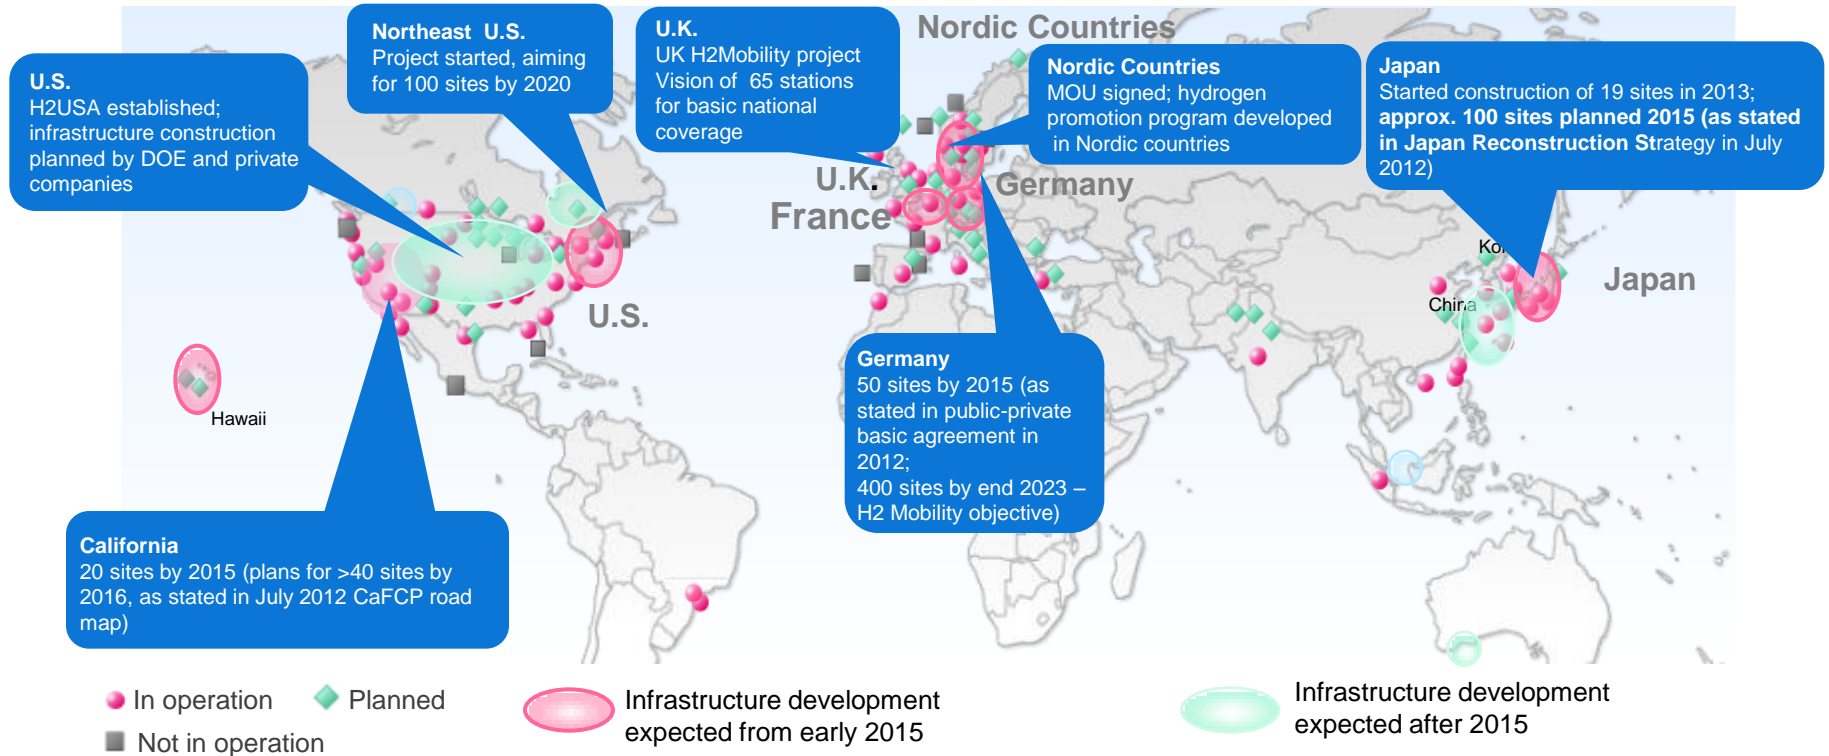 Nordic Countries
Northeast U.S.
Project started, aiming
for 100 sites by 2020
U.K.
UK H2Mobility project
Vision of 65 stations
for basic national
coverage
Nordic Countries
MOU signed; hydrogen
promotion program developed
in Nordic countries
Japan
Started construction of 19 sites in 2013;
approx. 100 sites planned 2015 (as stated
in Japan Reconstruction Strategy in July
2012)
U.S.
H2USA established;
infrastructure construction
planned by DOE and private
companies
U.K.
Germany
France
China
Japan
U.S.
Hawaii
Germany
50 sites by 2015 (as
stated in public-private
basic agreement in
2012;
400 sites by end 2023 –
H2 Mobility objective)
California
20 sites by 2015 (plans for >40 sites by
2016, as stated in July 2012 CaFCP road
map)
In operation
Planned
Not in operation
Infrastructure development
expected from early 2015
Infrastructure development
expected after 2015